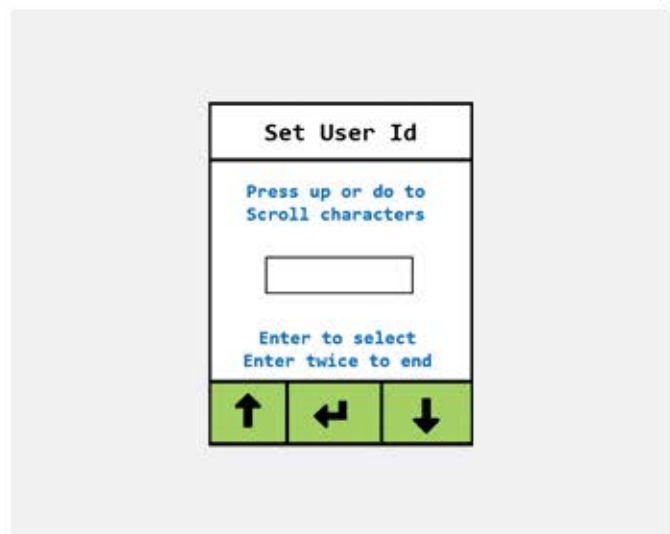 Set User Id
Press up or do to
Scroll characters
Enter to select
Enter twice to end